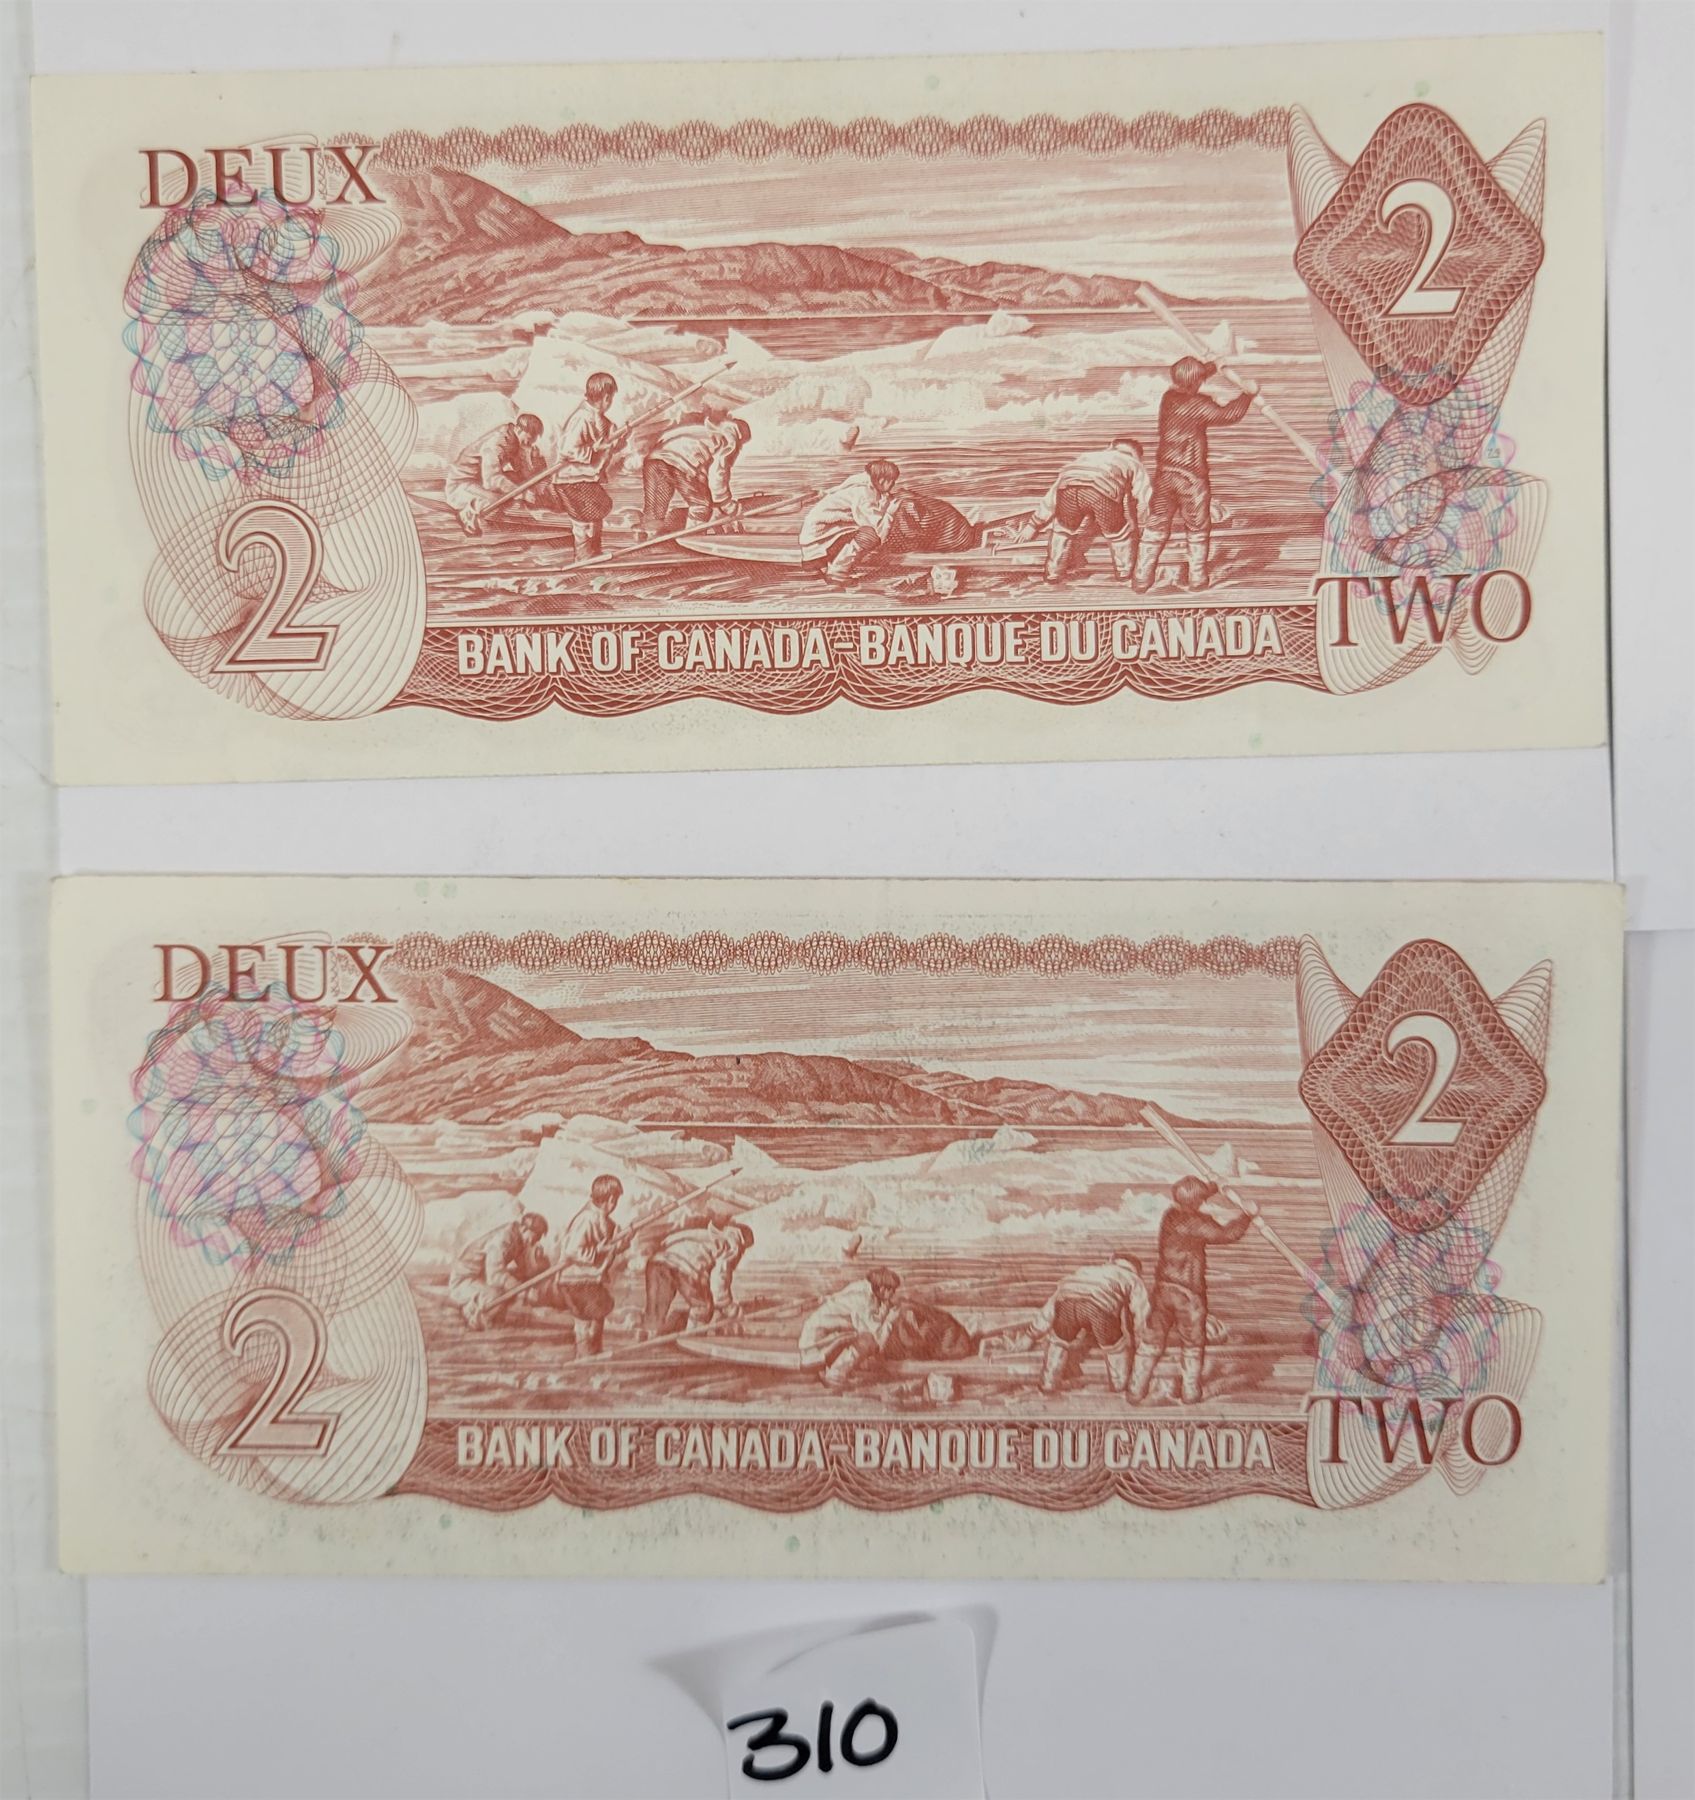 DEUX
2
2
BANK OF CANADA–BANQUE DU CANADA
TWO
DEUX
2
2
BANK OF CANADA–BANQUE DU CANADA
TWO
310